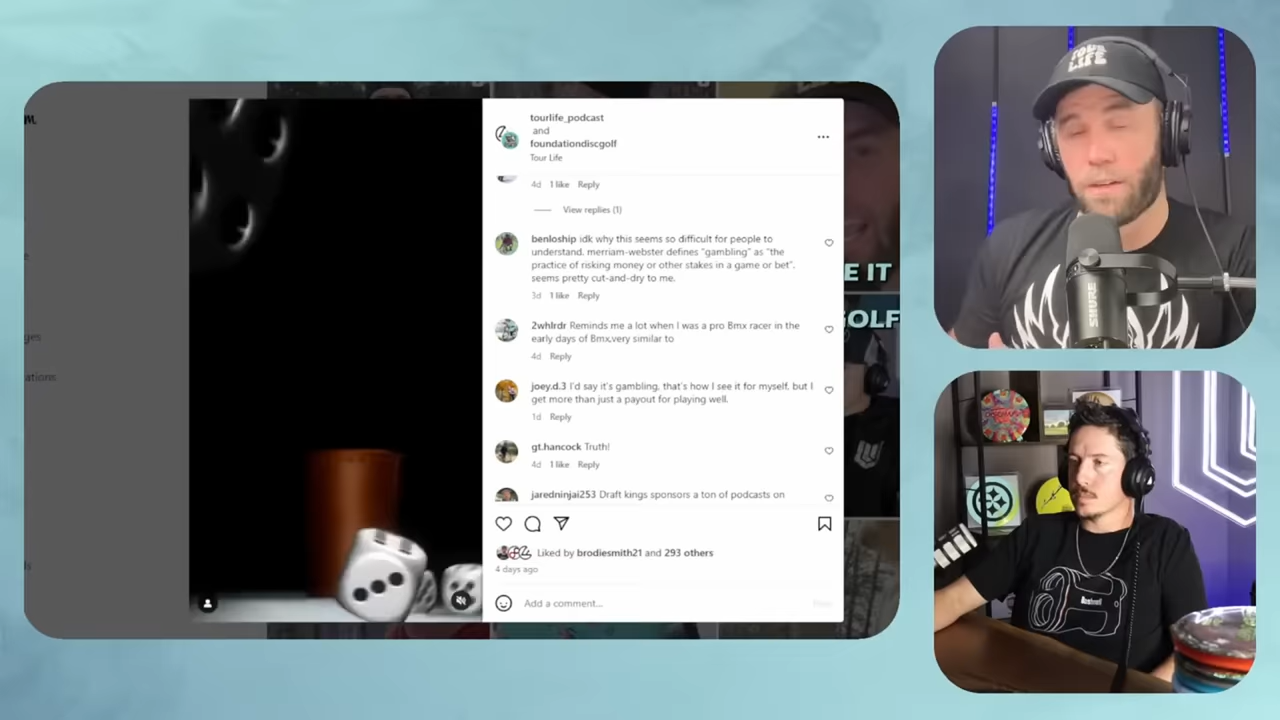 M.
tourlife_podcast
and
foundationdiscgolf
Tour Life
4d 1 like Reply
View replies (1)
benloship idk why this seems so difficult for people to
understand. merriam-webster defines "gambling" as "the
practice of risking money or other stakes in a game or bet".
seems pretty cut-and-dry to me.
3d 1 like Reply
2whlrdr Reminds me a lot when I was a pro Bmx racer in the
early days of Bmx,very similar to
4d Reply
joey.d.3 I'd say it's gambling, that's how I see it for myself, but I
get more than just a payout for playing well.
1d Reply
gt.hancock Truth!
4d 1 like Reply
jaredninjai253 Draft kings sponsors a ton of podcasts on
Liked by brodiesmith21 and 293 others
4 days ago
Add a comment...
E IT
GOLF
ges
ations
TOUR
LIFE
SHURE
Bushnell